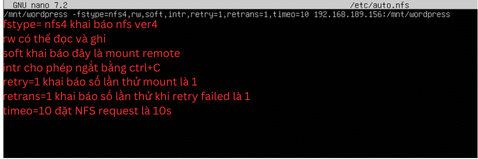 GNU nano 7.2 /etc/auto.nfs
/mnt/wordpress -fstype=nfs4,rw,soft,intr,retry=1,retrans=1,timeo=10 192.168.189.156:/mnt/wordpress
fstype= nfs4 khai báo nfs ver4
rw có thể đọc và ghi
soft khai báo đây là mount remote
intr cho phép ngắt bằng ctrl+C
retry=1 khai báo số lần thử mount là 1
retrans=1 khai báo số lần thử khi retry failed là 1
timeo=10 đặt NFS request là 10s